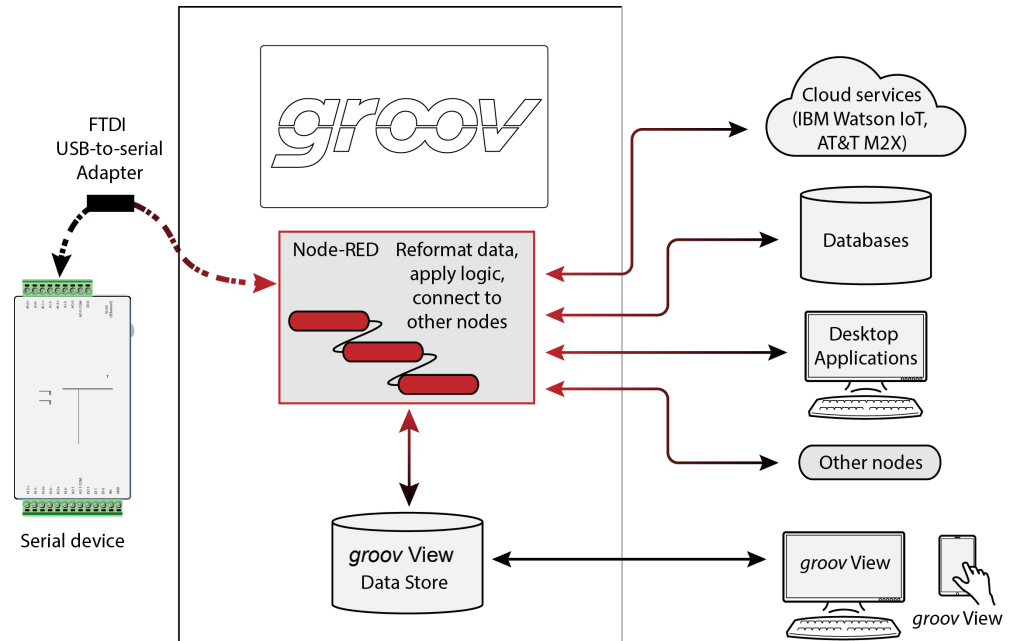 groov
FTDI
USB-to-serial
Adapter
Node-RED
Reformat data,
apply logic,
connect to
other nodes
Serial device
groov View
Data Store
Cloud services
(IBM Watson IoT,
AT&T M2X)
Databases
Desktop
Applications
Other nodes
groov View
groov View